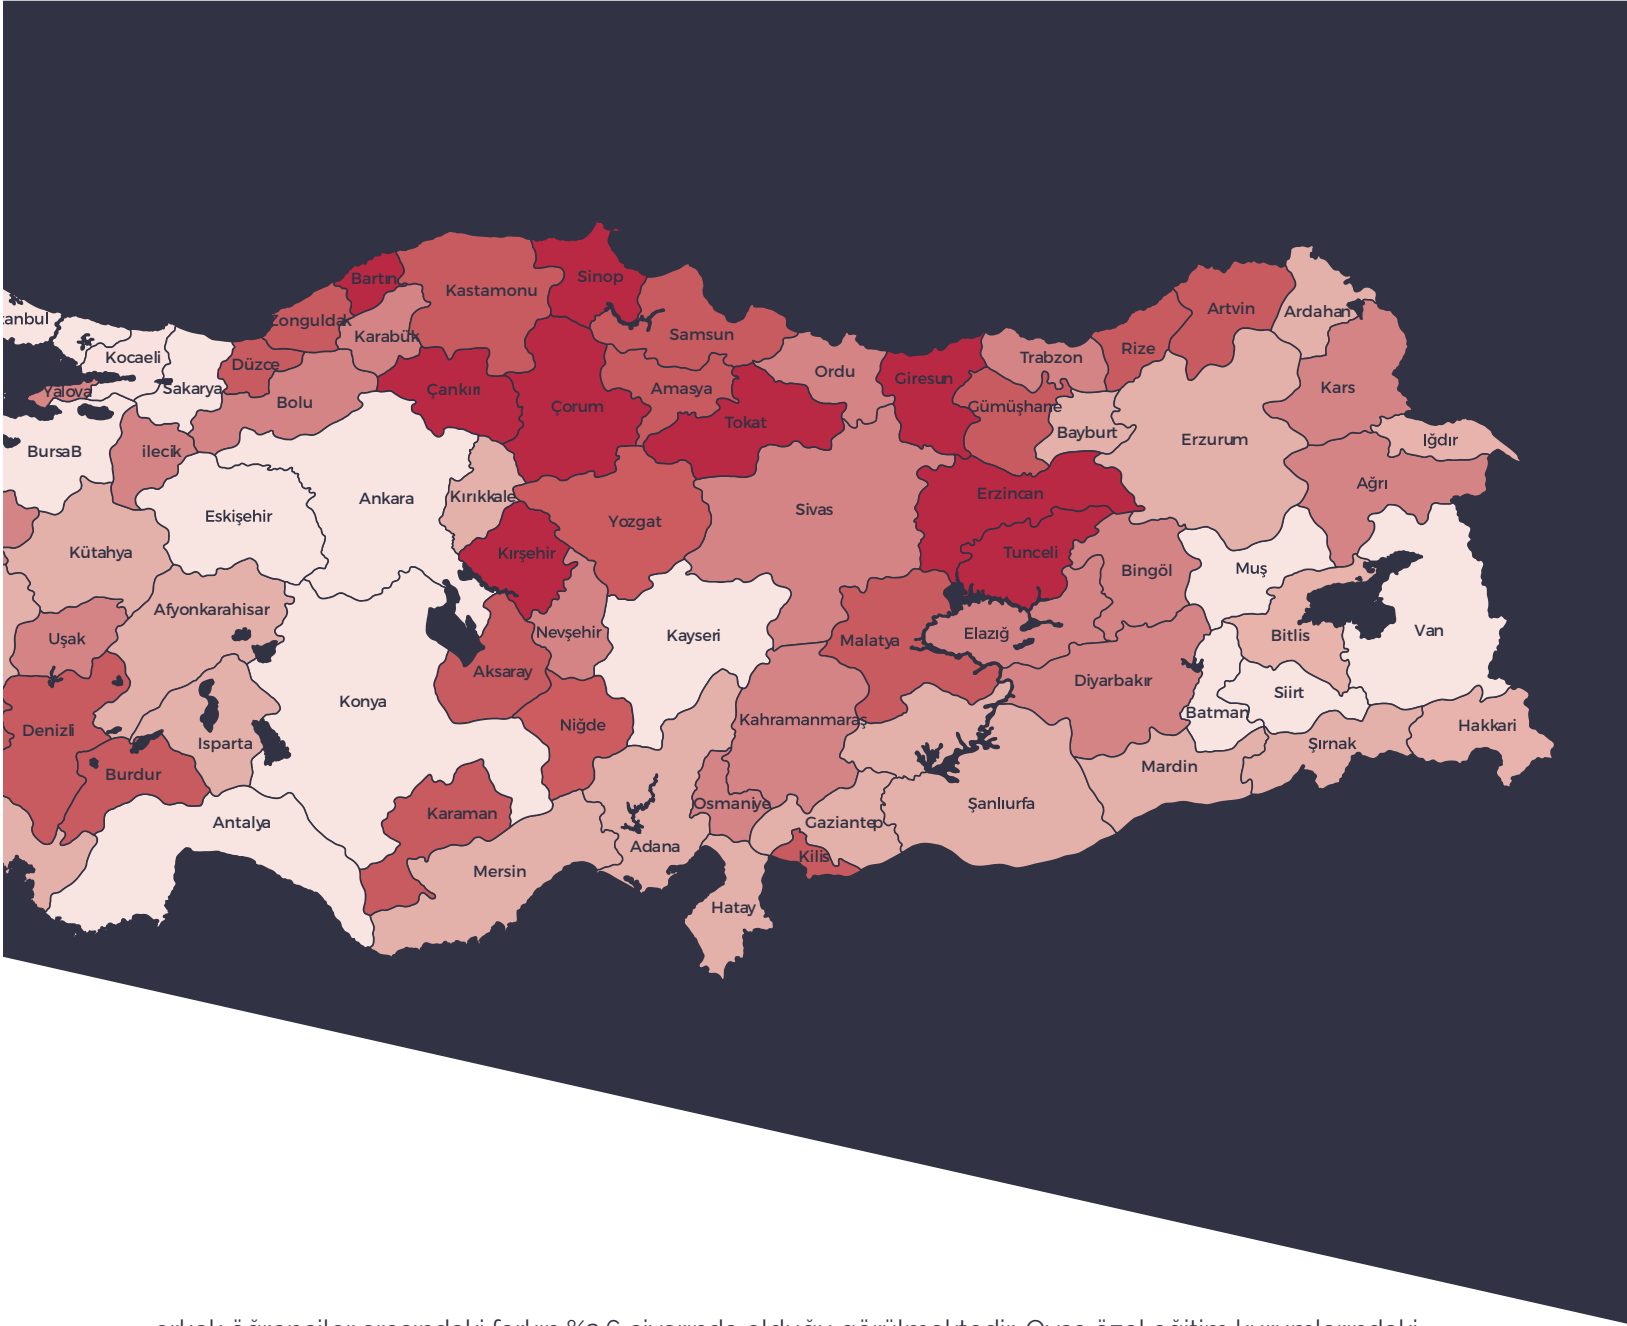 Sinop
Bartın
Kastamonu
Artvin
Ardahan
Zonguldak
Karabük
Samsun
Rize
Kocaeli
Trabzon
Düzce
Ordu
Giresun
Kars
Yalova
Sakarya
Çankırı
Amasya
Bolu
Çorum
Gümüşhane
Tokat
Bayburt
Erzurum
Iğdır
BursaB
ilecik
Ağrı
Ankara
Kırıkkale
Erzincan
Eskişehir
Yozgat
Sivas
Kütahya
Kırşehir
Tunceli
Bingöl
Muş
Afyonkarahisar
Uşak
Nevşehir
Kayseri
Malatya
Elazığ
Bitlis
Van
Aksaray
Diyarbakır
Konya
Siirt
Batman
Denizli
Niğde
Kahramanmaraş
Hakkari
Isparta
Şırnak
Burdur
Mardin
Osmaniye
Şanlıurfa
Antalya
Karaman
Gaziantep
Adana
Kilis
Mersin
Hatay